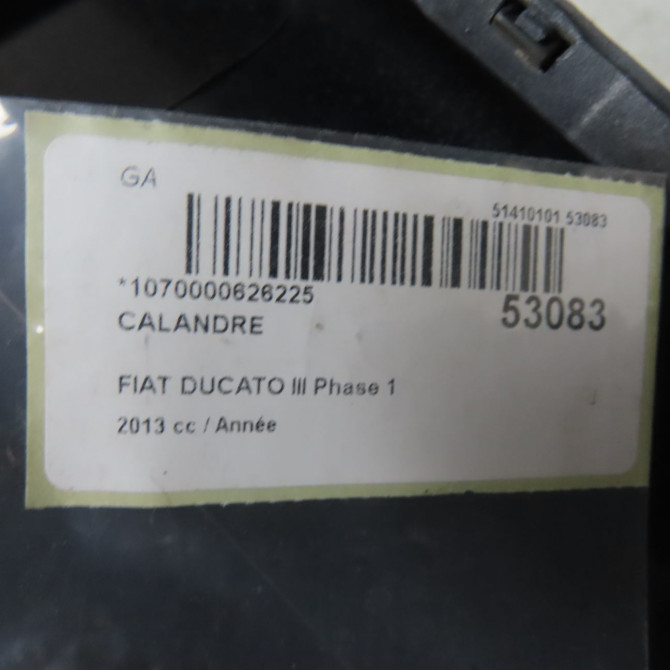 GA
51410101 53083
*1070000626225
53083
CALANDRE
FIAT DUCATO III Phase 1
2013 cc / Année